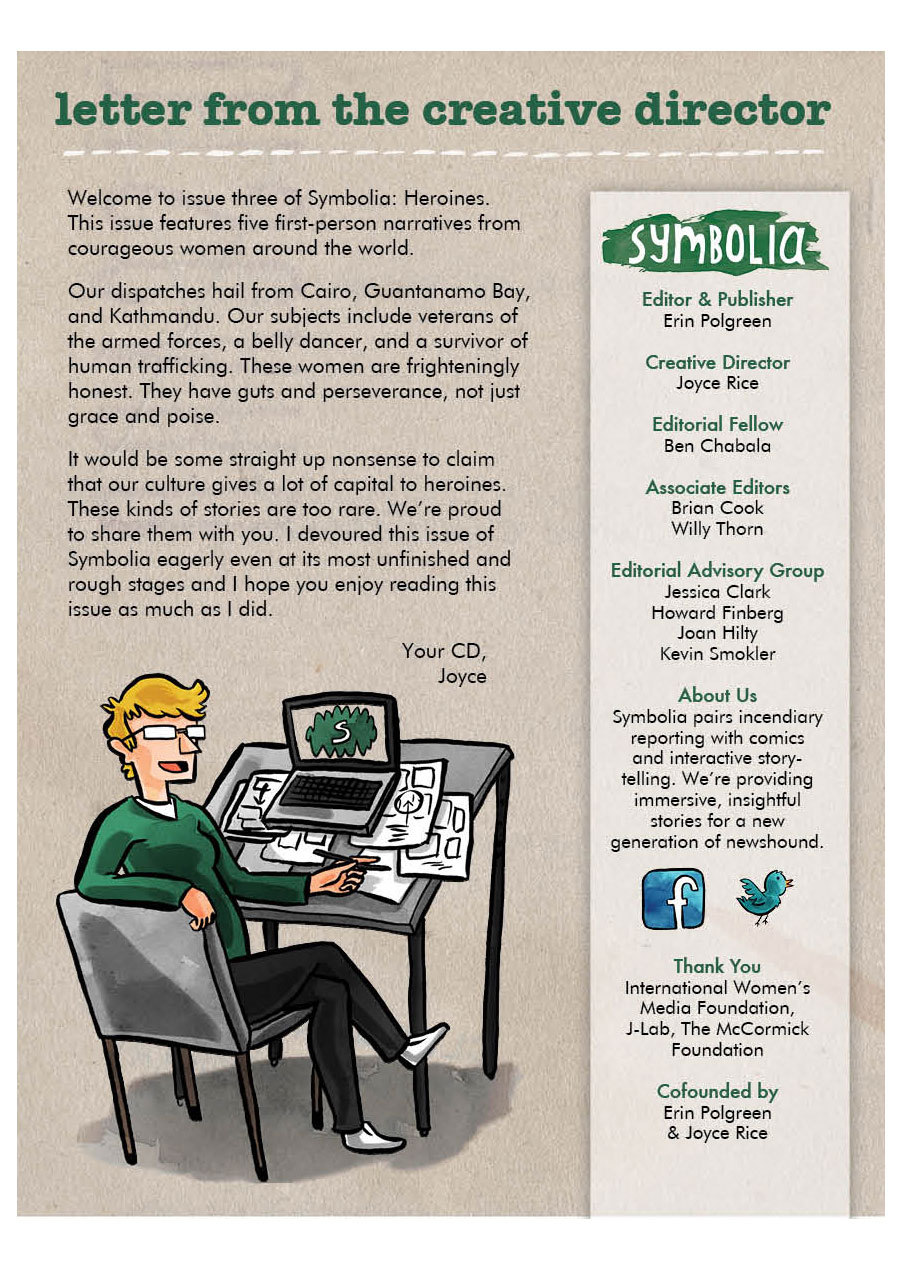 letter from the creative director
Welcome to issue three of Symbolia: Heroines.
This issue features five first-person narratives from
courageous women around the world.
Our dispatches hail from Cairo, Guantanamo Bay,
and Kathmandu. Our subjects include veterans of
the armed forces, a belly dancer, and a survivor of
human trafficking. These women are frighteningly
honest. They have guts and perseverance, not just
grace and poise.
It would be some straight up nonsense to claim
that our culture gives a lot of capital to heroines.
These kinds of stories are too rare. We're proud
to share them with you. I devoured this issue of
Symbolia eagerly even at its most unfinished and
rough stages and I hope you enjoy reading this
issue as much as I did.
Your CD,
Joyce
S
SYMBOLIA
Editor & Publisher
Erin Polgreen
Creative Director
Joyce Rice
Editorial Fellow
Ben Chabala
Associate Editors
Brian Cook
Willy Thorn
Editorial Advisory Group
Jessica Clark
Howard Finberg
Joan Hilty
Kevin Smokler
About Us
Symbolia pairs incendiary
reporting with comics
and interactive story-
telling. We're providing
immersive, insightful
stories for a new
generation of newshound.
f
Thank You
International Women's
Media Foundation,
J-Lab, The McCormick
Foundation
Cofounded by
Erin Polgreen
& Joyce Rice